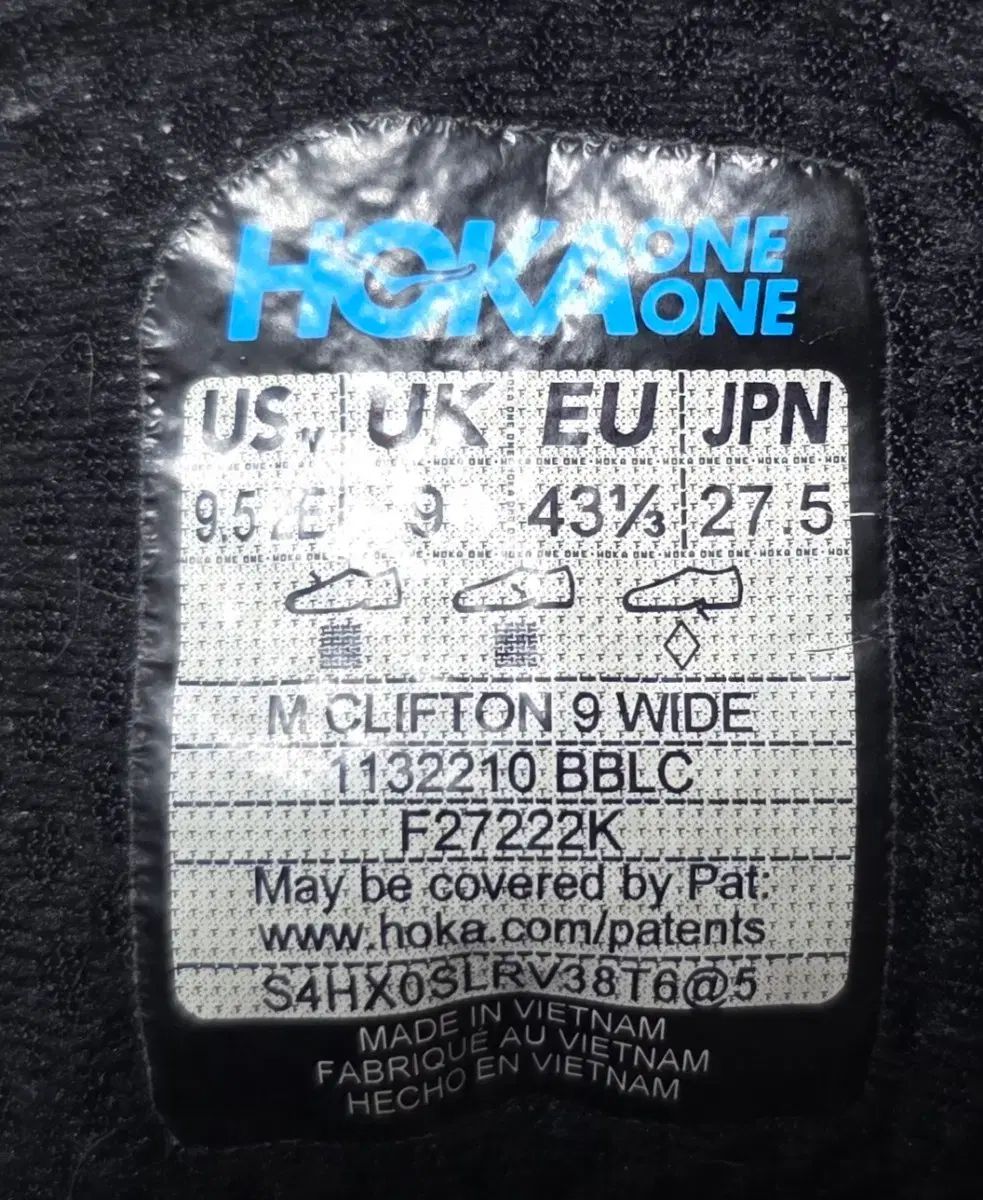 HOKA ONE
ONE
US M UK EU JPN
9.5 2E 9 43⅓ 27.5
M CLIFTON 9 WIDE
1132210 BBLC
F27222K
May be covered by Pat:
www.hoka.com/patents
S4HX0SLRV38T6@5
MADE IN VIETNAM
FABRIQUÉ AU VIETNAM
HECHO EN VIETNAM